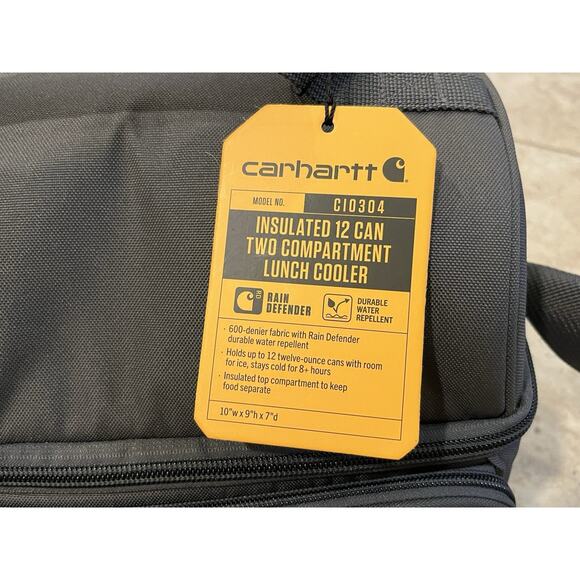 carhartt
MODEL NO. CI0304
INSULATED 12 CAN
TWO COMPARTMENT
LUNCH COOLER
RD
RAIN
DEFENDER
DURABLE
WATER
REPELLENT
· 600-denier fabric with Rain Defender
durable water repellent
· Holds up to 12 twelve-ounce cans with room
for ice, stays cold for 8+ hours
· Insulated top compartment to keep
food separate
10"w x 9"h x 7"d